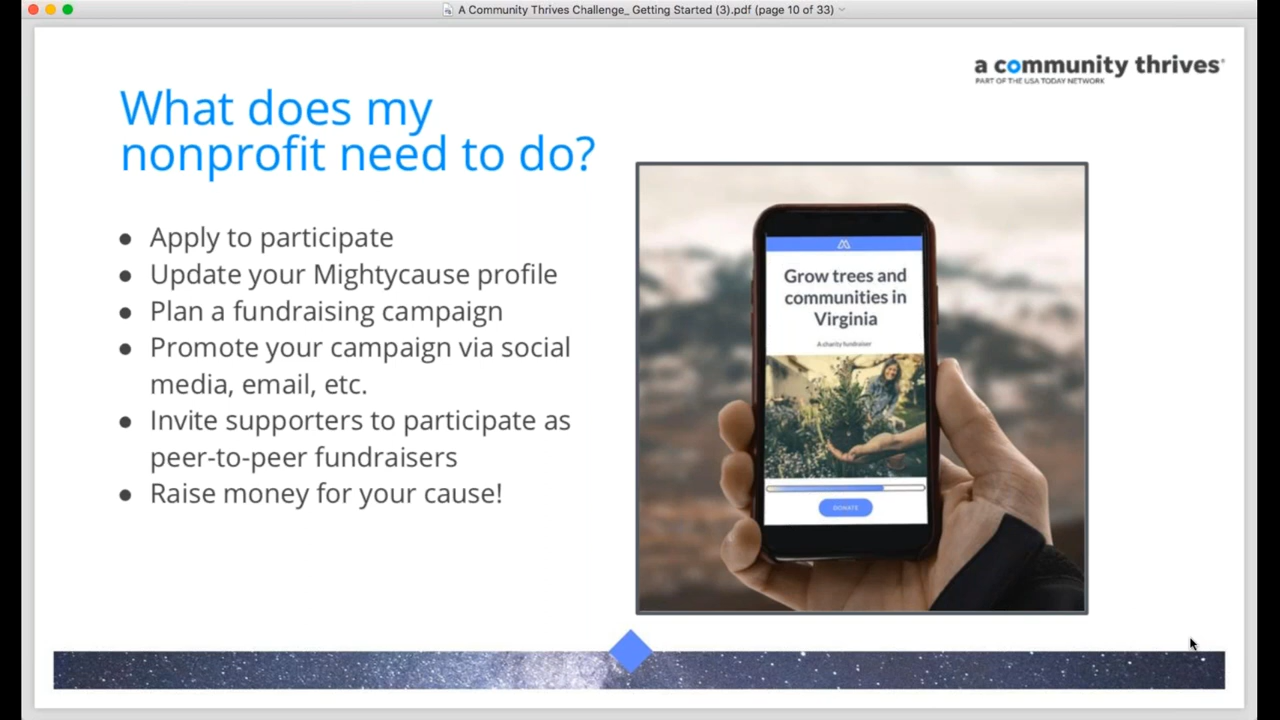 A Community Thrives Challenge_ Getting Started (3).pdf (page 10 of 33)
a community thrives
PART OF THE USA TODAY NETWORK
What does my
nonprofit need to do?
● Apply to participate
● Update your Mightycause profile
● Plan a fundraising campaign
● Promote your campaign via social
media, email, etc.
● Invite supporters to participate as
peer-to-peer fundraisers
● Raise money for your cause!
Grow trees and
communities in
Virginia
A charity fundraiser
DONATE